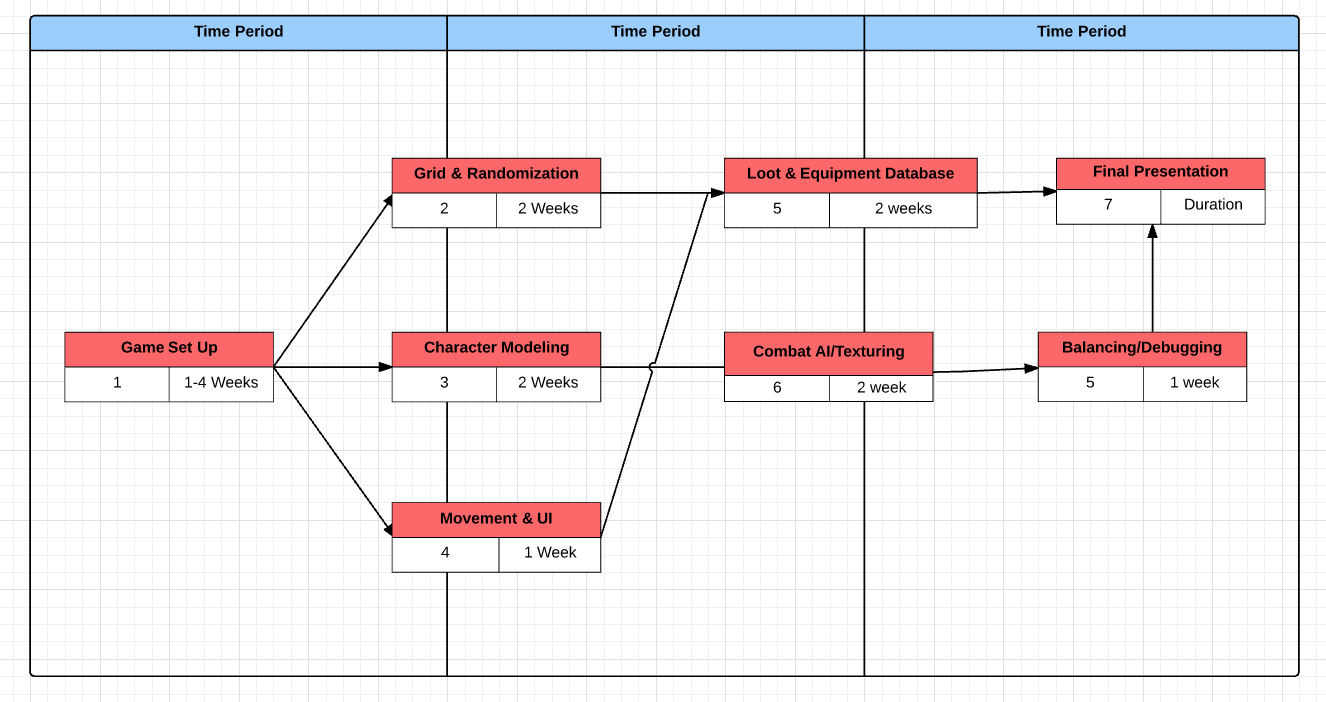 Time Period
Time Period
Time Period
Grid & Randomization
2
2 Weeks
Loot & Equipment Database
5
2 weeks
Final Presentation
7
Duration
Game Set Up
1
1-4 Weeks
Character Modeling
3
2 Weeks
Combat AI/Texturing
6
2 week
Balancing/Debugging
5
1 week
Movement & UI
4
1 Week